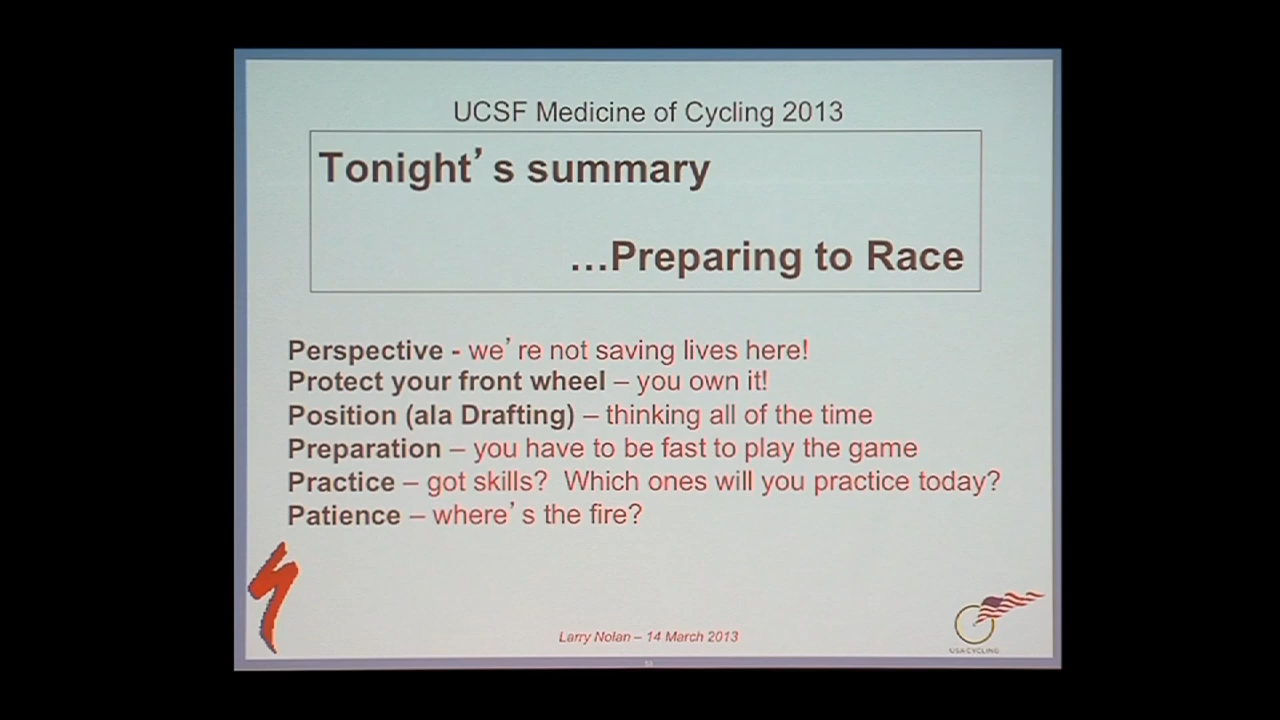 UCSF Medicine of Cycling 2013
Tonight's summary
...Preparing to Race
Perspective - we're not saving lives here!
Protect your front wheel – you own it!
Position (ala Drafting) – thinking all of the time
Preparation – you have to be fast to play the game
Practice – got skills?  Which ones will you practice today?
Patience – where's the fire?
Larry Nolan – 14 March 2013
USA CYCLING